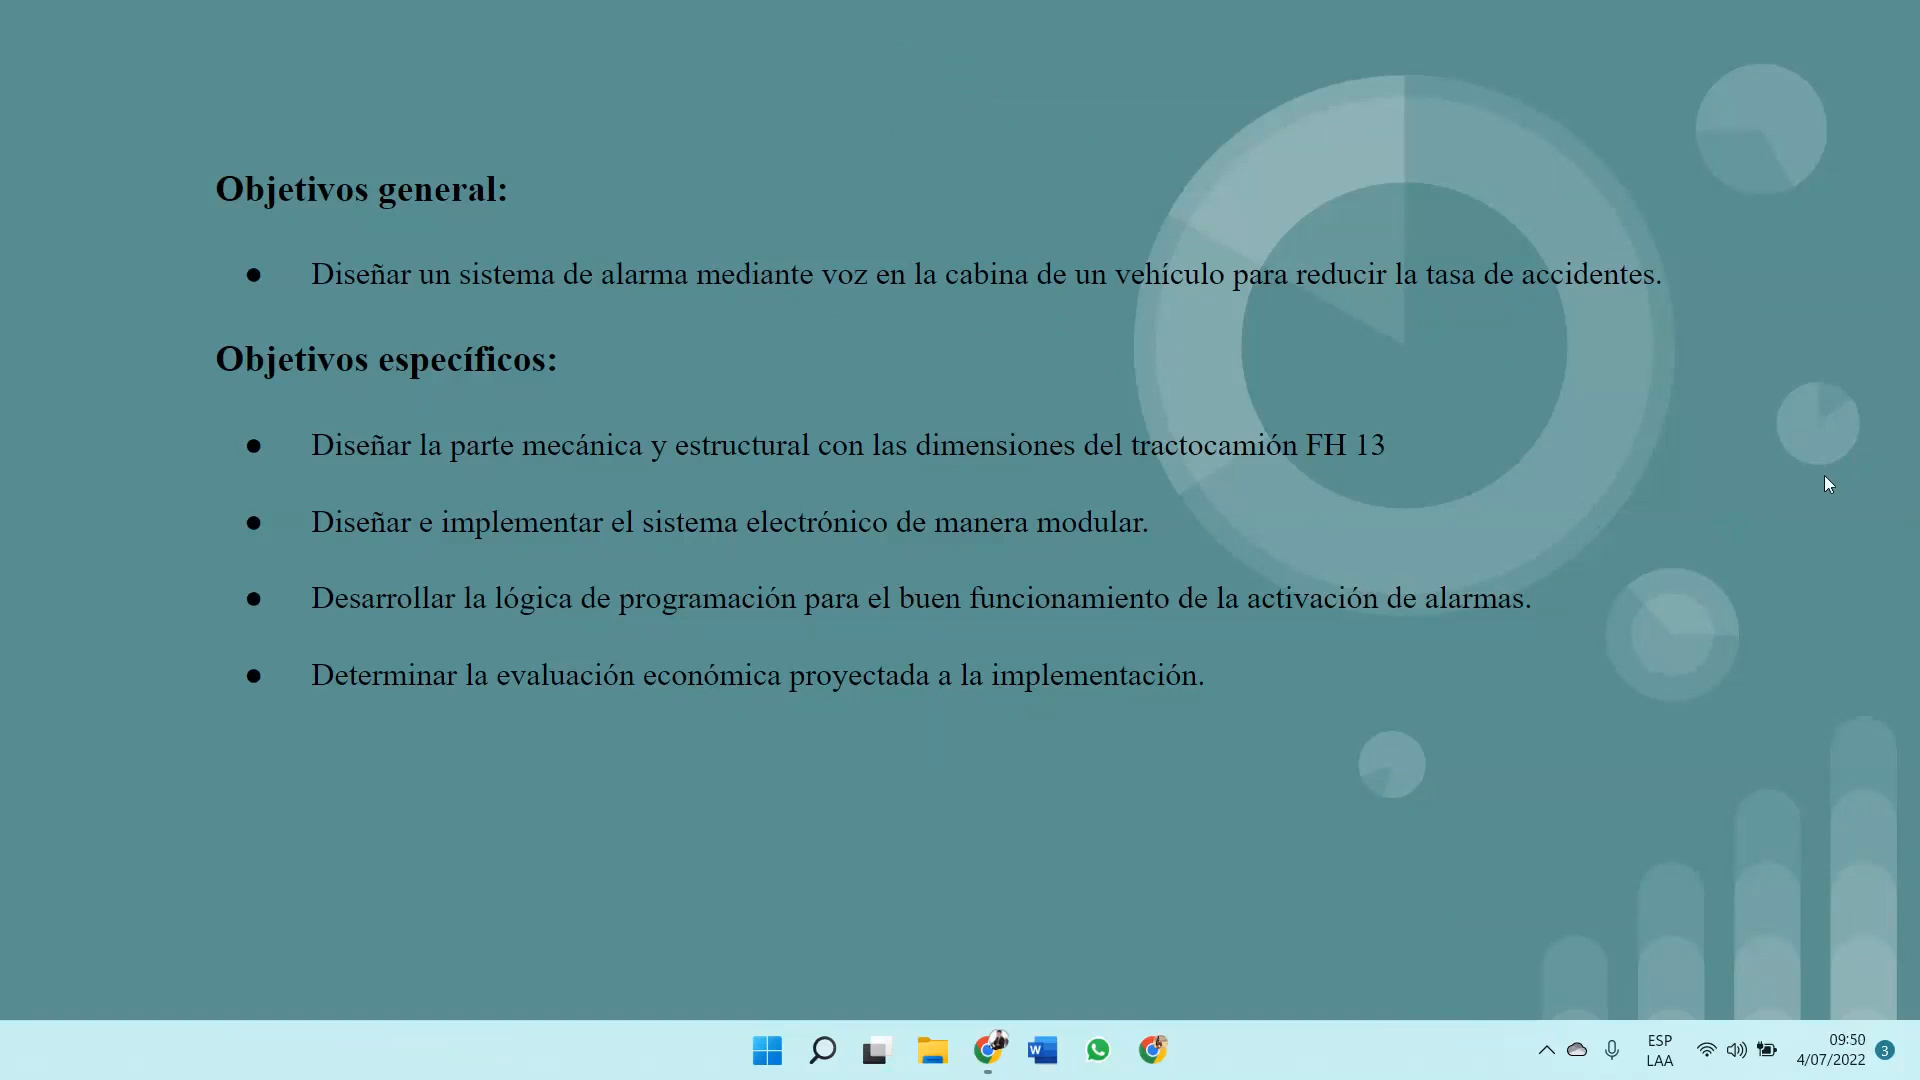 Objetivos general:
● Diseñar un sistema de alarma mediante voz en la cabina de un vehículo para reducir la tasa de accidentes.
Objetivos específicos:
● Diseñar la parte mecánica y estructural con las dimensiones del tractocamión FH 13
● Diseñar e implementar el sistema electrónico de manera modular.
● Desarrollar la lógica de programación para el buen funcionamiento de la activación de alarmas.
● Determinar la evaluación económica proyectada a la implementación.
W
ESP
LAA
09:50
4/07/2022
3